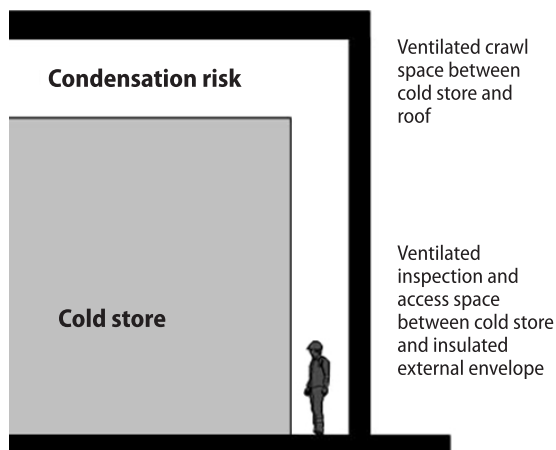 Ventilated crawl
space between
cold store and
roof
Condensation risk
Ventilated
inspection and
access space
between cold store
and insulated
external envelope
Cold store